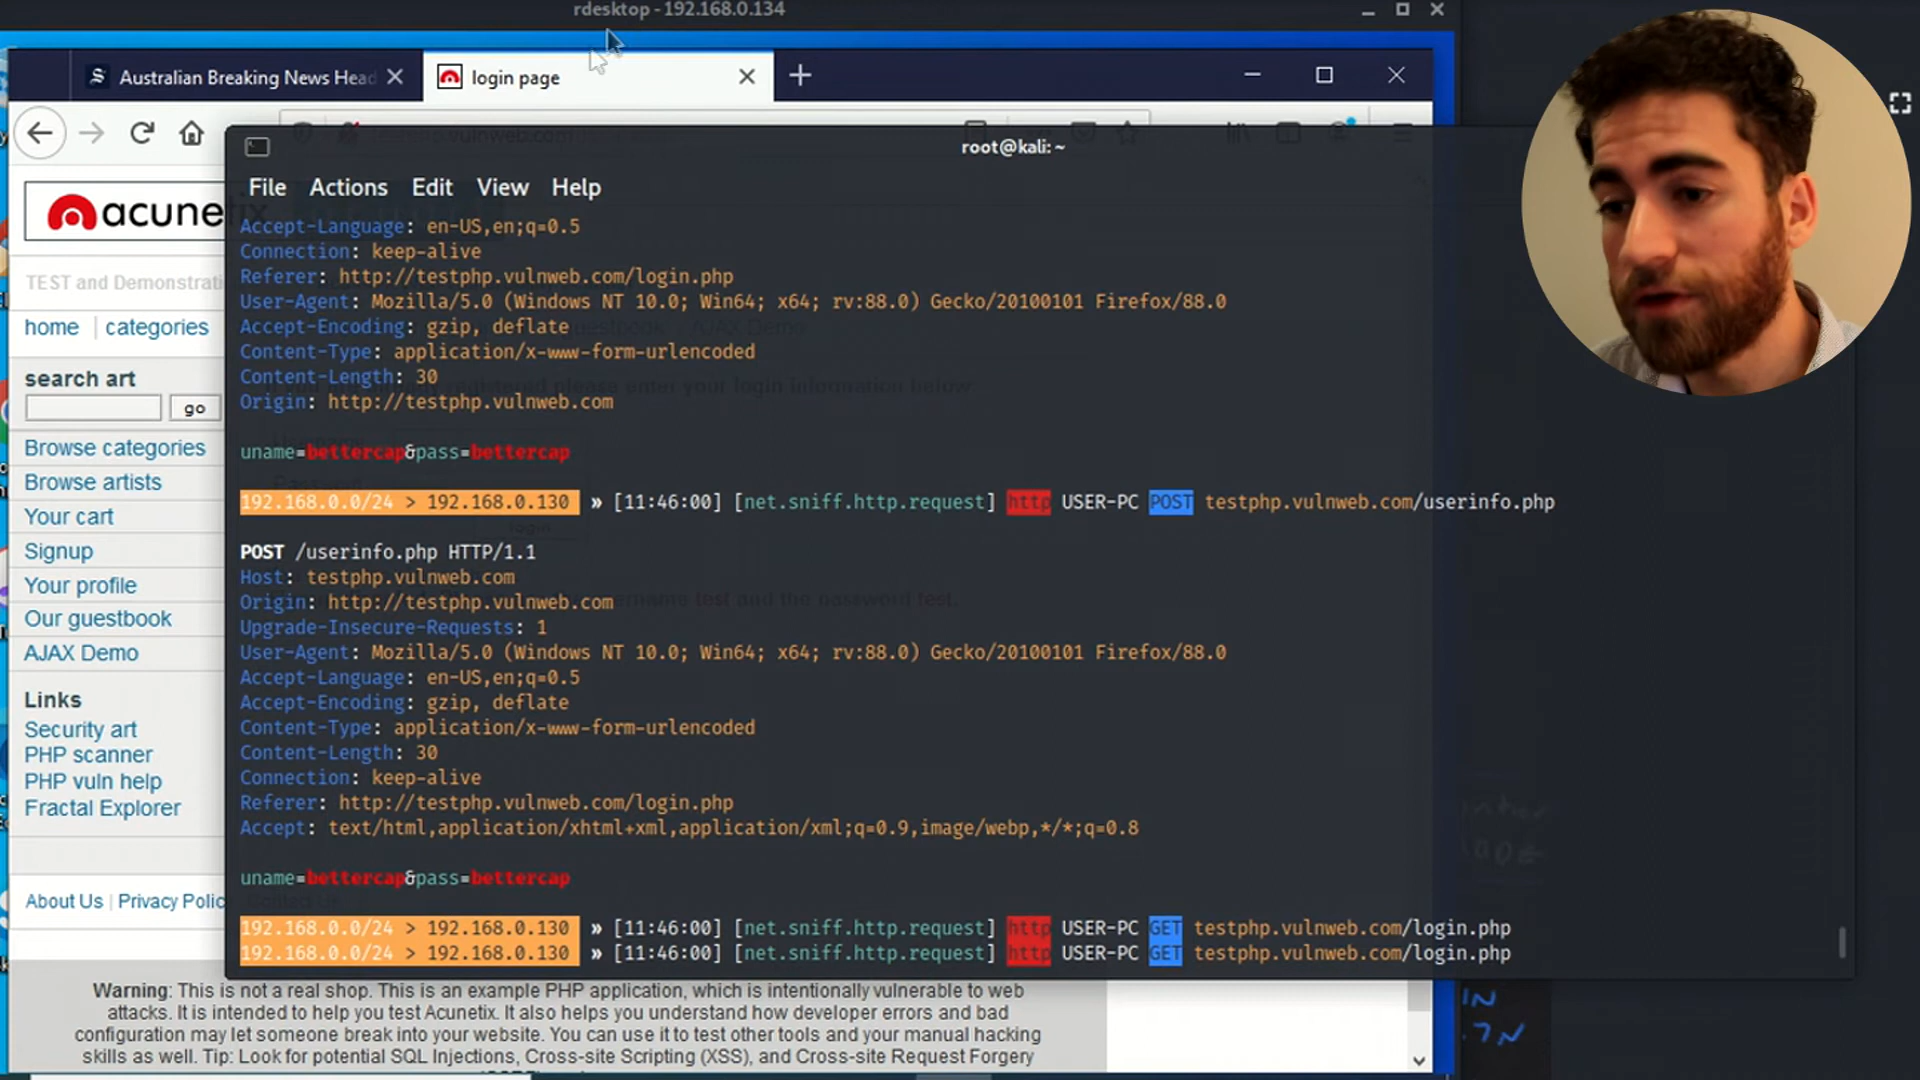 rdesktop - 192.168.0.134
Australian Breaking News Head
login page
root@kali: ~
File Actions Edit View Help
acunetix
TEST and Demonstrati
home categories
search art
go
Browse categories
Browse artists
Your cart
Signup
Your profile
Our guestbook
AJAX Demo
Links
Security art
PHP scanner
PHP vuln help
Fractal Explorer
About Us | Privacy Polic
Accept-Language: en-US,en;q=0.5
Connection: keep-alive
Referer: http://testphp.vulnweb.com/login.php
User-Agent: Mozilla/5.0 (Windows NT 10.0; Win64; x64; rv:88.0) Gecko/20100101 Firefox/88.0
Accept-Encoding: gzip, deflate
Content-Type: application/x-www-form-urlencoded
Content-Length: 30
Origin: http://testphp.vulnweb.com
uname=bettercap&pass=bettercap
192.168.0.0/24 > 192.168.0.130 » [11:46:00] [net.sniff.http.request] http USER-PC POST testphp.vulnweb.com/userinfo.php
POST /userinfo.php HTTP/1.1
Host: testphp.vulnweb.com
Origin: http://testphp.vulnweb.com
Upgrade-Insecure-Requests: 1
User-Agent: Mozilla/5.0 (Windows NT 10.0; Win64; x64; rv:88.0) Gecko/20100101 Firefox/88.0
Accept-Language: en-US,en;q=0.5
Accept-Encoding: gzip, deflate
Content-Type: application/x-www-form-urlencoded
Content-Length: 30
Connection: keep-alive
Referer: http://testphp.vulnweb.com/login.php
Accept: text/html,application/xhtml+xml,application/xml;q=0.9,image/webp,*/*;q=0.8
uname=bettercap&pass=bettercap
192.168.0.0/24 > 192.168.0.130 » [11:46:00] [net.sniff.http.request] http USER-PC GET testphp.vulnweb.com/login.php
192.168.0.0/24 > 192.168.0.130 » [11:46:00] [net.sniff.http.request] http USER-PC GET testphp.vulnweb.com/login.php
Warning: This is not a real shop. This is an example PHP application, which is intentionally vulnerable to web
attacks. It is intended to help you test Acunetix. It also helps you understand how developer errors and bad
configuration may let someone break into your website. You can use it to test other tools and your manual hacking
skills as well. Tip: Look for potential SQL Injections, Cross-site Scripting (XSS), and Cross-site Request Forgery